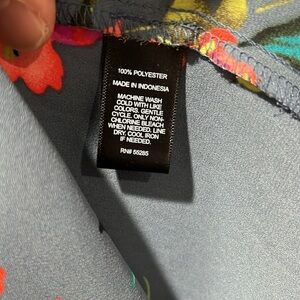 100% POLYESTER
MADE IN INDONESIA
MACHINE WASH
COLD WITH LIKE
COLORS. GENTLE
CYCLE. ONLY NON-
CHLORINE BLEACH
WHEN NEEDED. LINE
DRY. COOL IRON
IF NEEDED.
RN# 55285